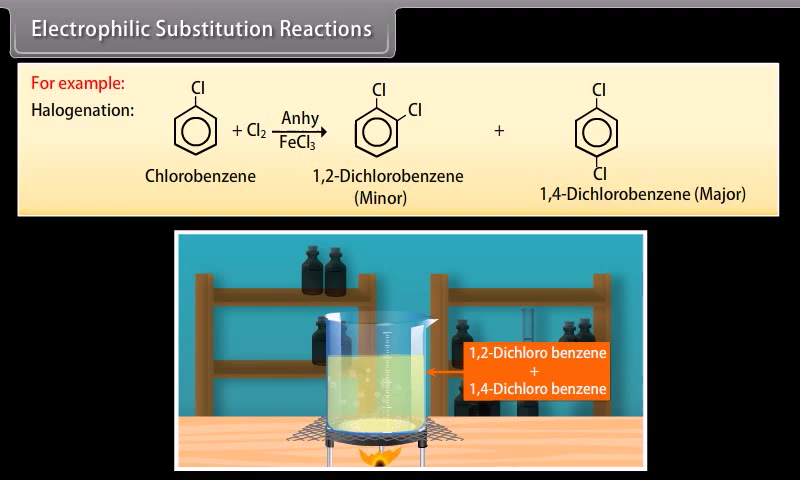 Electrophilic Substitution Reactions
For example:
Halogenation:
Cl
+ Cl₂
Anhy
FeCl₃
Cl
Cl
+
Cl
Cl
Chlorobenzene
1,2-Dichlorobenzene
(Minor)
1,4-Dichlorobenzene (Major)
1,2-Dichloro benzene
+
1,4-Dichloro benzene